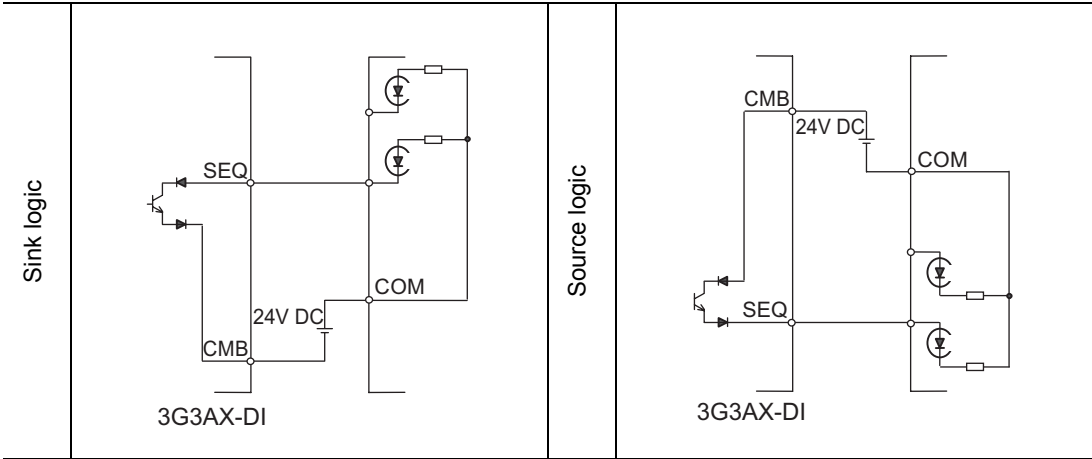 Sink logic
SEQ
COM
24V DC
CMB
3G3AX-DI
Source logic
CMB
24V DC
COM
SEQ
3G3AX-DI